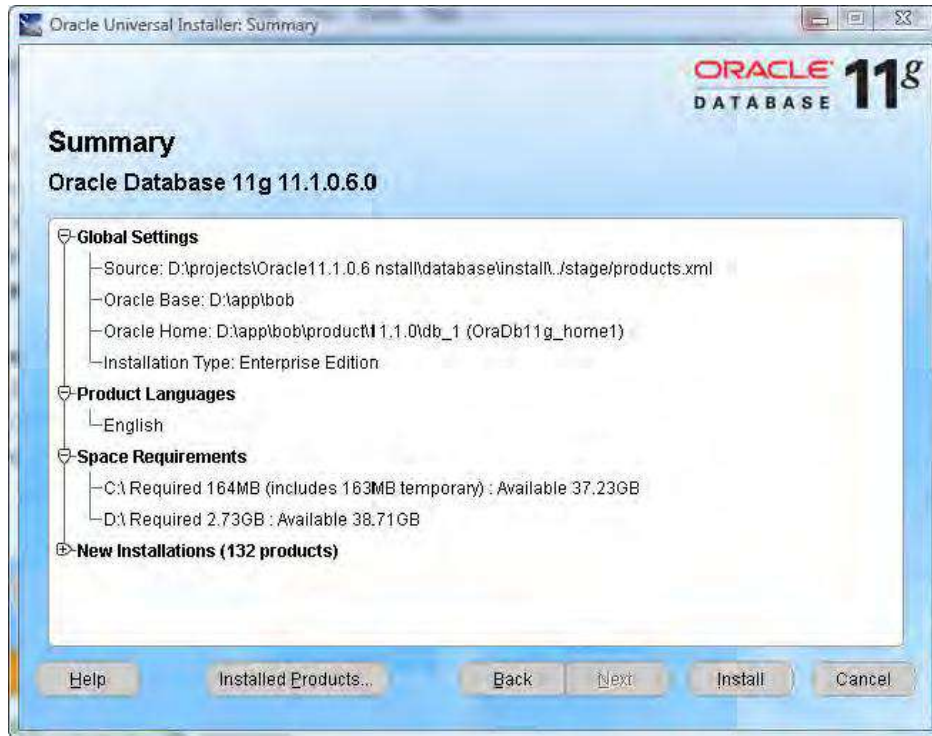 Oracle Universal Installer: Summary
ORACLE 11g
DATABASE
Summary
Oracle Database 11g 11.1.0.6.0
Global Settings
Source: D:\projects\Oracle11.1.0.6 nstall\database\install\../stage/products.xml
Oracle Base: D:\app\bob
Oracle Home: D:\app\bob\product\11.1.0\db_1 (OraDb11g_home1)
Installation Type: Enterprise Edition
Product Languages
English
Space Requirements
C:\ Required 164MB (includes 163MB temporary) : Available 37.23GB
D:\ Required 2.73GB : Available 38.71GB
New Installations (132 products)
Help Installed Products... Back Next Install Cancel